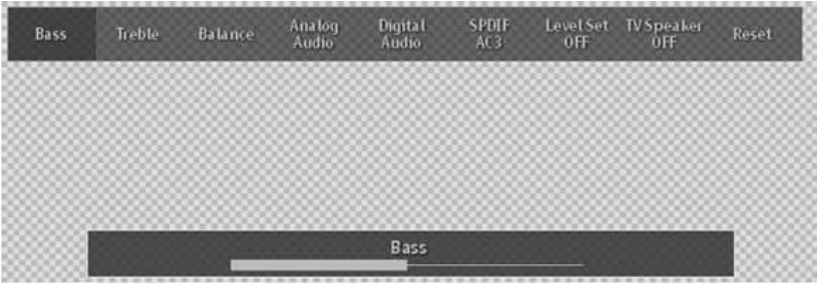 Bass
Treble
Balance
Analog
Audio
Digital
Audio
SPDIF
AC3
Level Set
OFF
TV Speaker
OFF
Reset
Bass